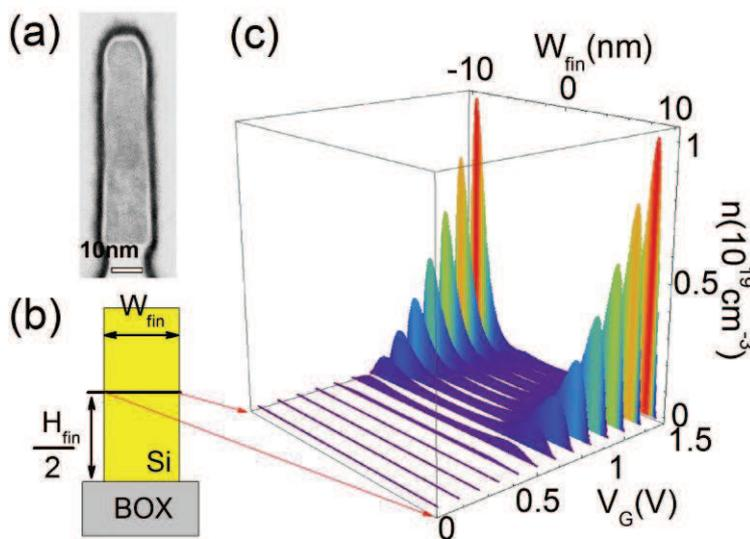 (a)
10nm
(b)
W_fin
H_fin
2
Si
BOX
(c)
W_fin(nm)
-10
0
10
1
0.5
0
n(10^19cm^-3)
1.5
1
0.5
0
V_G(V)